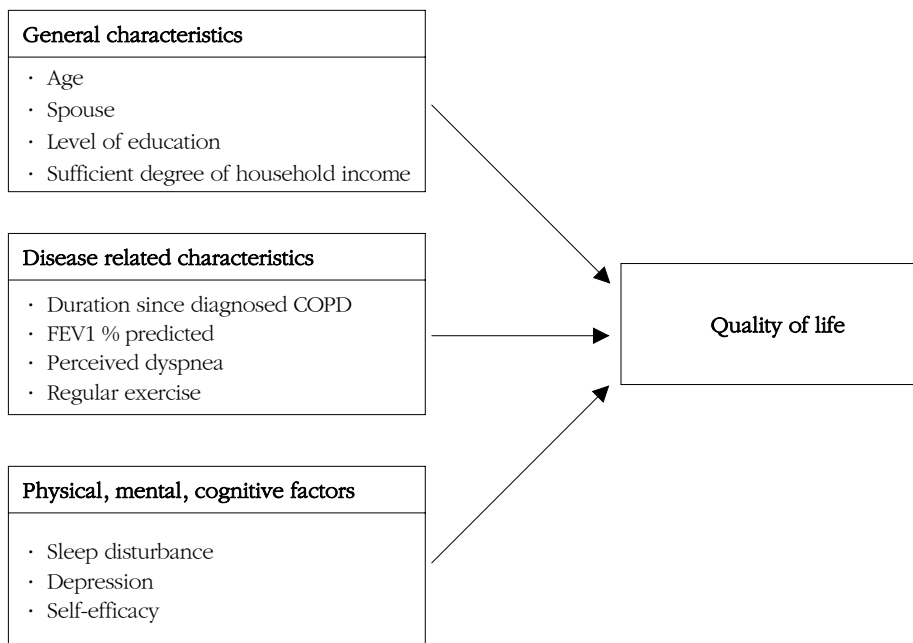 General characteristics
· Age
· Spouse
· Level of education
· Sufficient degree of household income
Disease related characteristics
· Duration since diagnosed COPD
· FEV1 % predicted
· Perceived dyspnea
· Regular exercise
Quality of life
Physical, mental, cognitive factors
· Sleep disturbance
· Depression
· Self-efficacy